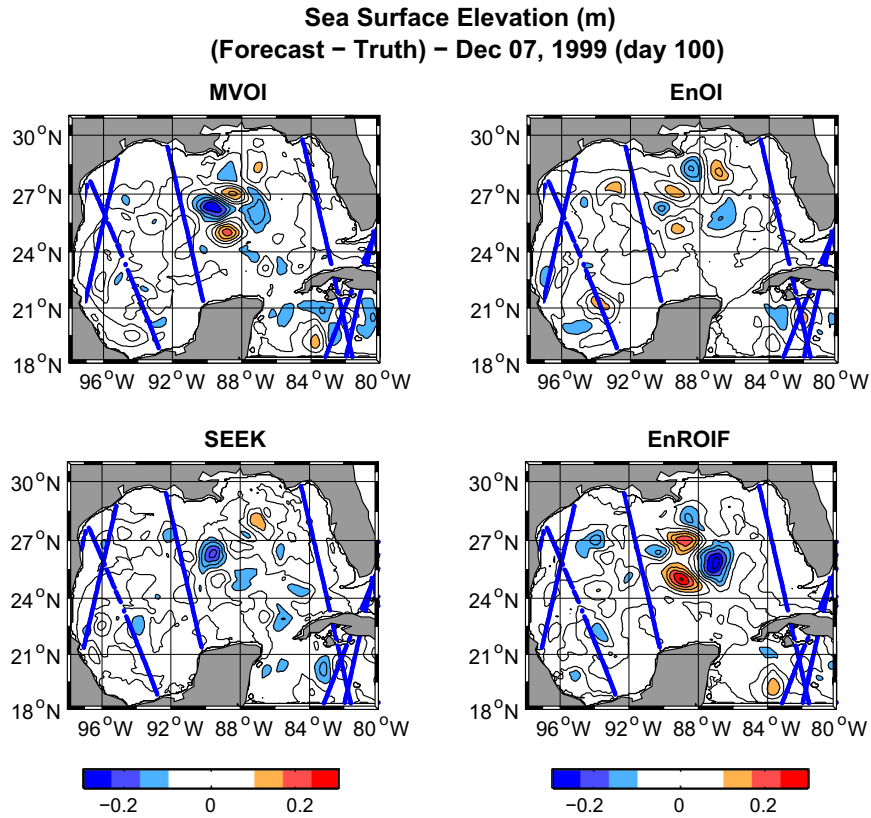 Sea Surface Elevation (m)
(Forecast − Truth) − Dec 07, 1999 (day 100)
MVOI
30°N
27°N
24°N
21°N
18°N
96°W 92°W 88°W 84°W 80°W
EnOI
30°N
27°N
24°N
21°N
18°N
96°W 92°W 88°W 84°W 80°W
SEEK
30°N
27°N
24°N
21°N
18°N
96°W 92°W 88°W 84°W 80°W
EnROIF
30°N
27°N
24°N
21°N
18°N
96°W 92°W 88°W 84°W 80°W
−0.2 0 0.2
−0.2 0 0.2